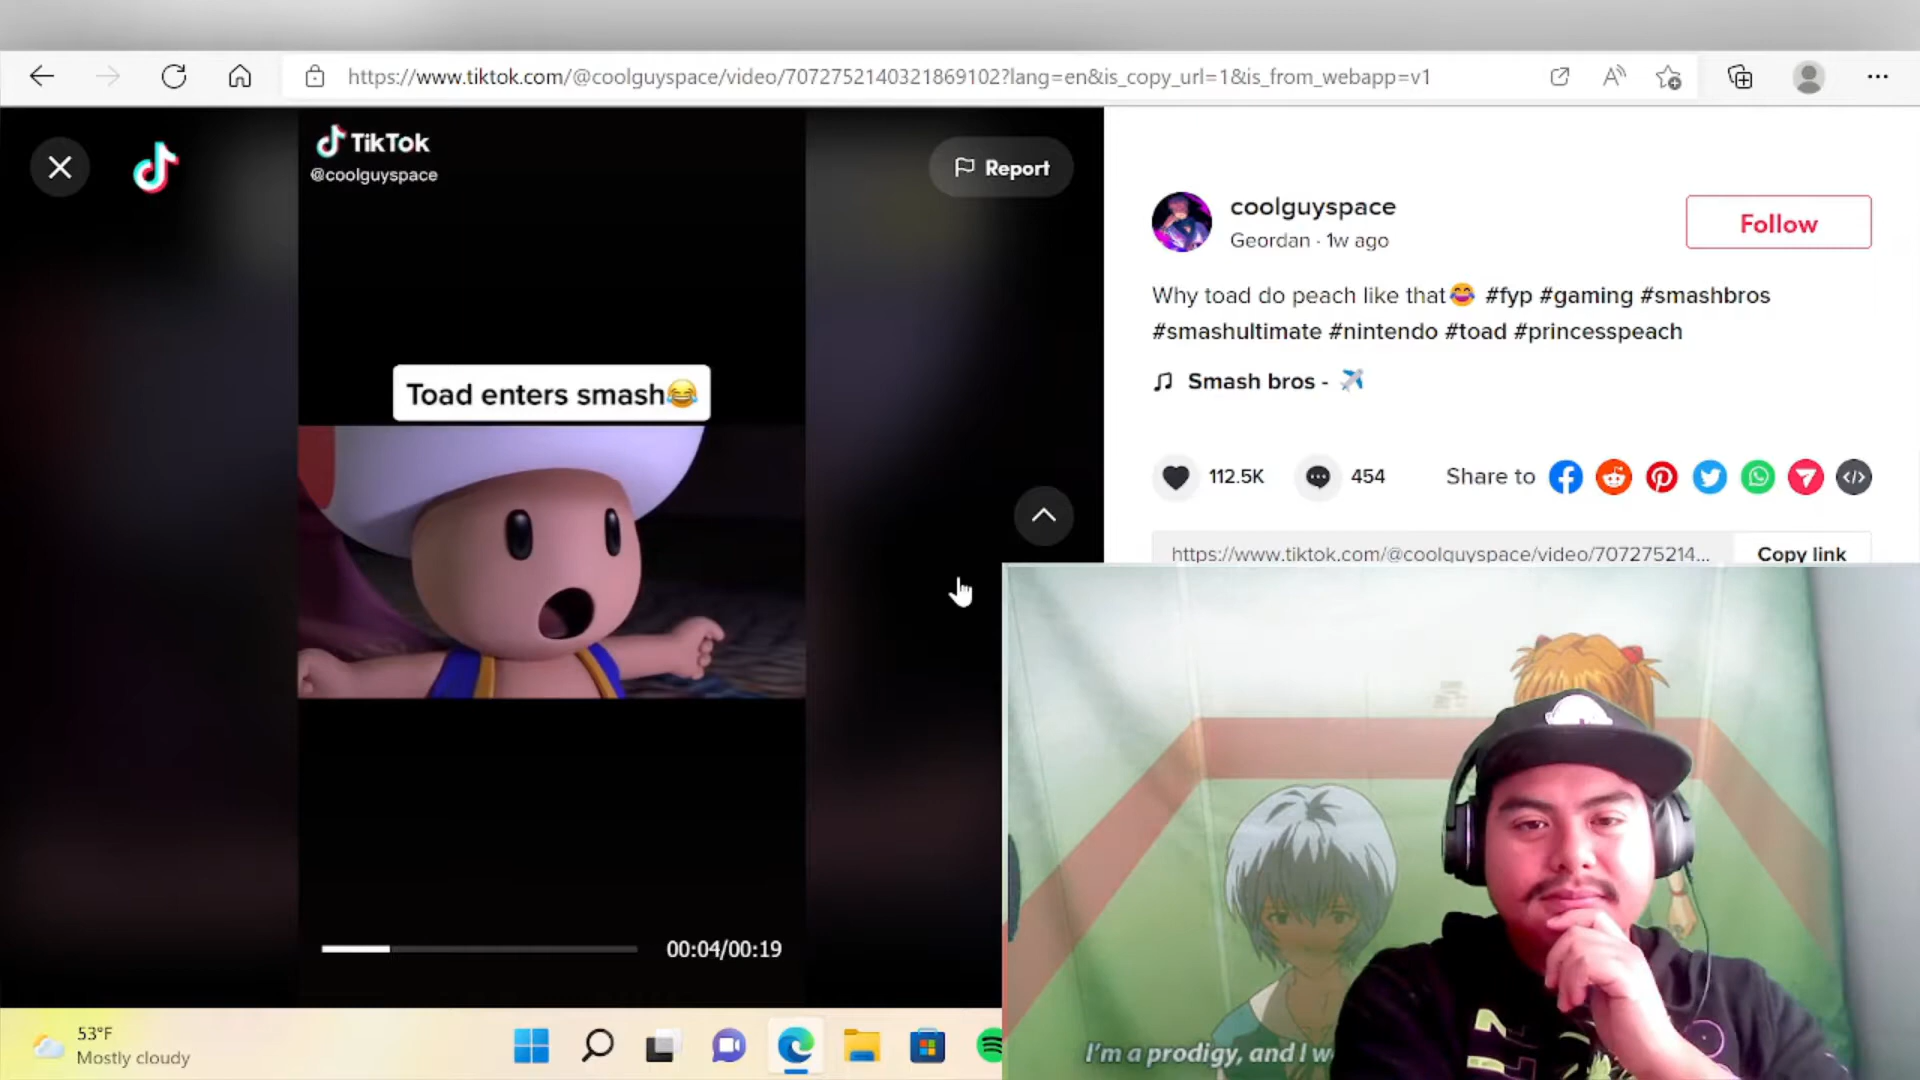 https://www.tiktok.com/@coolguyspace/video/7072752140321869102?lang=en&is_copy_url=1&is_from_webapp=v1
TikTok
@coolguyspace
Report
Toad enters smash😂
00:04/00:19
coolguyspace
Geordan · 1w ago
Follow
Why toad do peach like that😂 #fyp #gaming #smashbros
#smashultimate #nintendo #toad #princesspeach
Smash bros - ✈️
112.5K
454
Share to
https://www.tiktok.com/@coolguyspace/video/707275214...
Copy link
I'm a prodigy, and I w
53°F
Mostly cloudy